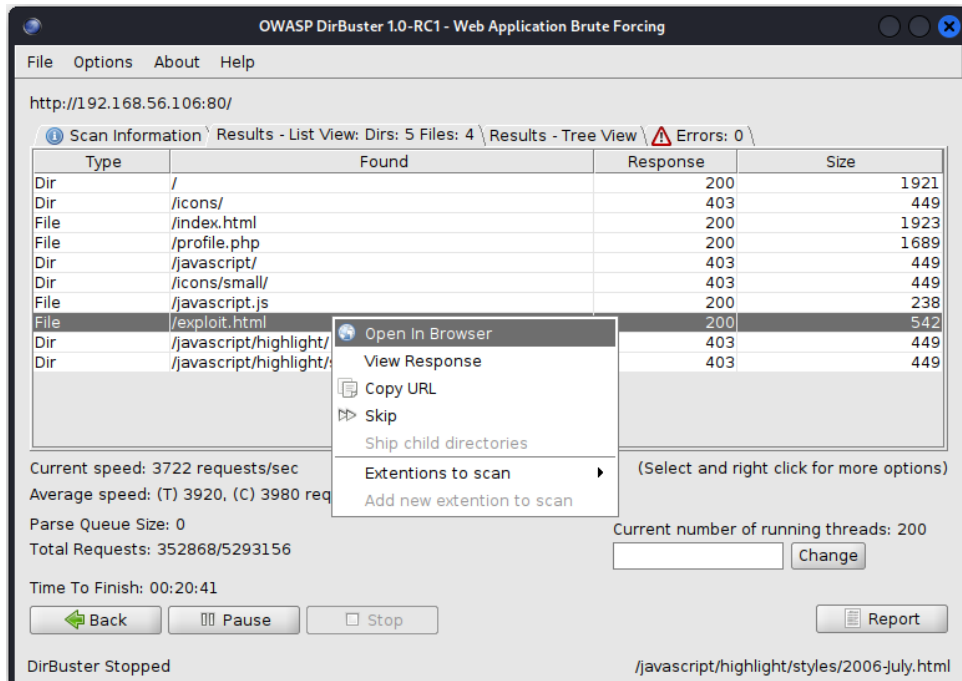 OWASP DirBuster 1.0-RC1 - Web Application Brute Forcing
File Options About Help
http://192.168.56.106:80/
Scan Information Results - List View: Dirs: 5 Files: 4 Results - Tree View Errors: 0
Type Found Response Size
Dir / 200 1921
Dir /icons/ 403 449
File /index.html 200 1923
File /profile.php 200 1689
Dir /javascript/ 403 449
Dir /icons/small/ 403 449
File /javascript.js 200 238
File /exploit.html 200 542
Dir /javascript/highlight/ 403 449
Dir /javascript/highlight/s 403 449
Open In Browser
View Response
Copy URL
Skip
Ship child directories
Extentions to scan
Add new extention to scan
Current speed: 3722 requests/sec
(Select and right click for more options)
Average speed: (T) 3920, (C) 3980 req
Parse Queue Size: 0
Current number of running threads: 200
Total Requests: 352868/5293156
Change
Time To Finish: 00:20:41
Back Pause Stop Report
DirBuster Stopped /javascript/highlight/styles/2006-July.html